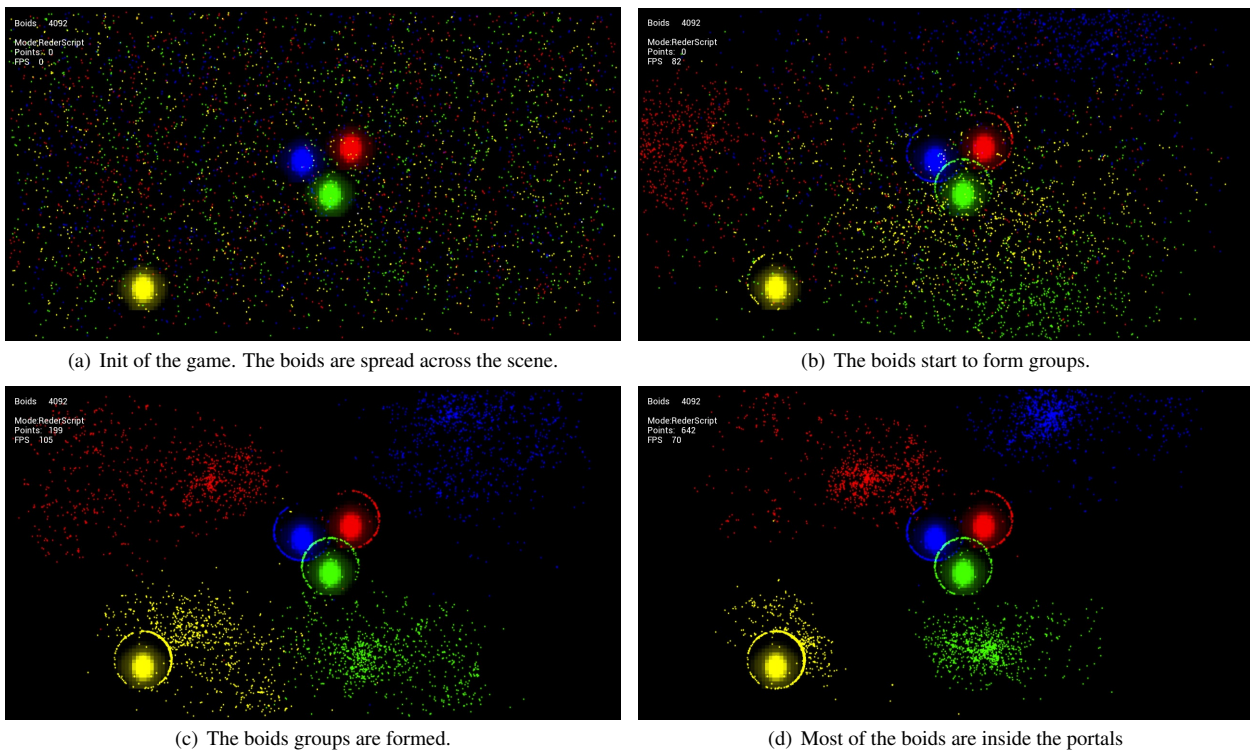 Boids 4092
Mode:RederScript
Points: 0
FPS 0
(a) Init of the game. The boids are spread across the scene.
Boids 4092
Mode:RederScript
Points: 0
FPS 82
(b) The boids start to form groups.
Boids 4092
Mode:RederScript
Points: 199
FPS 105
(c) The boids groups are formed.
Boids 4092
Mode:RederScript
Points: 642
FPS 70
(d) Most of the boids are inside the portals